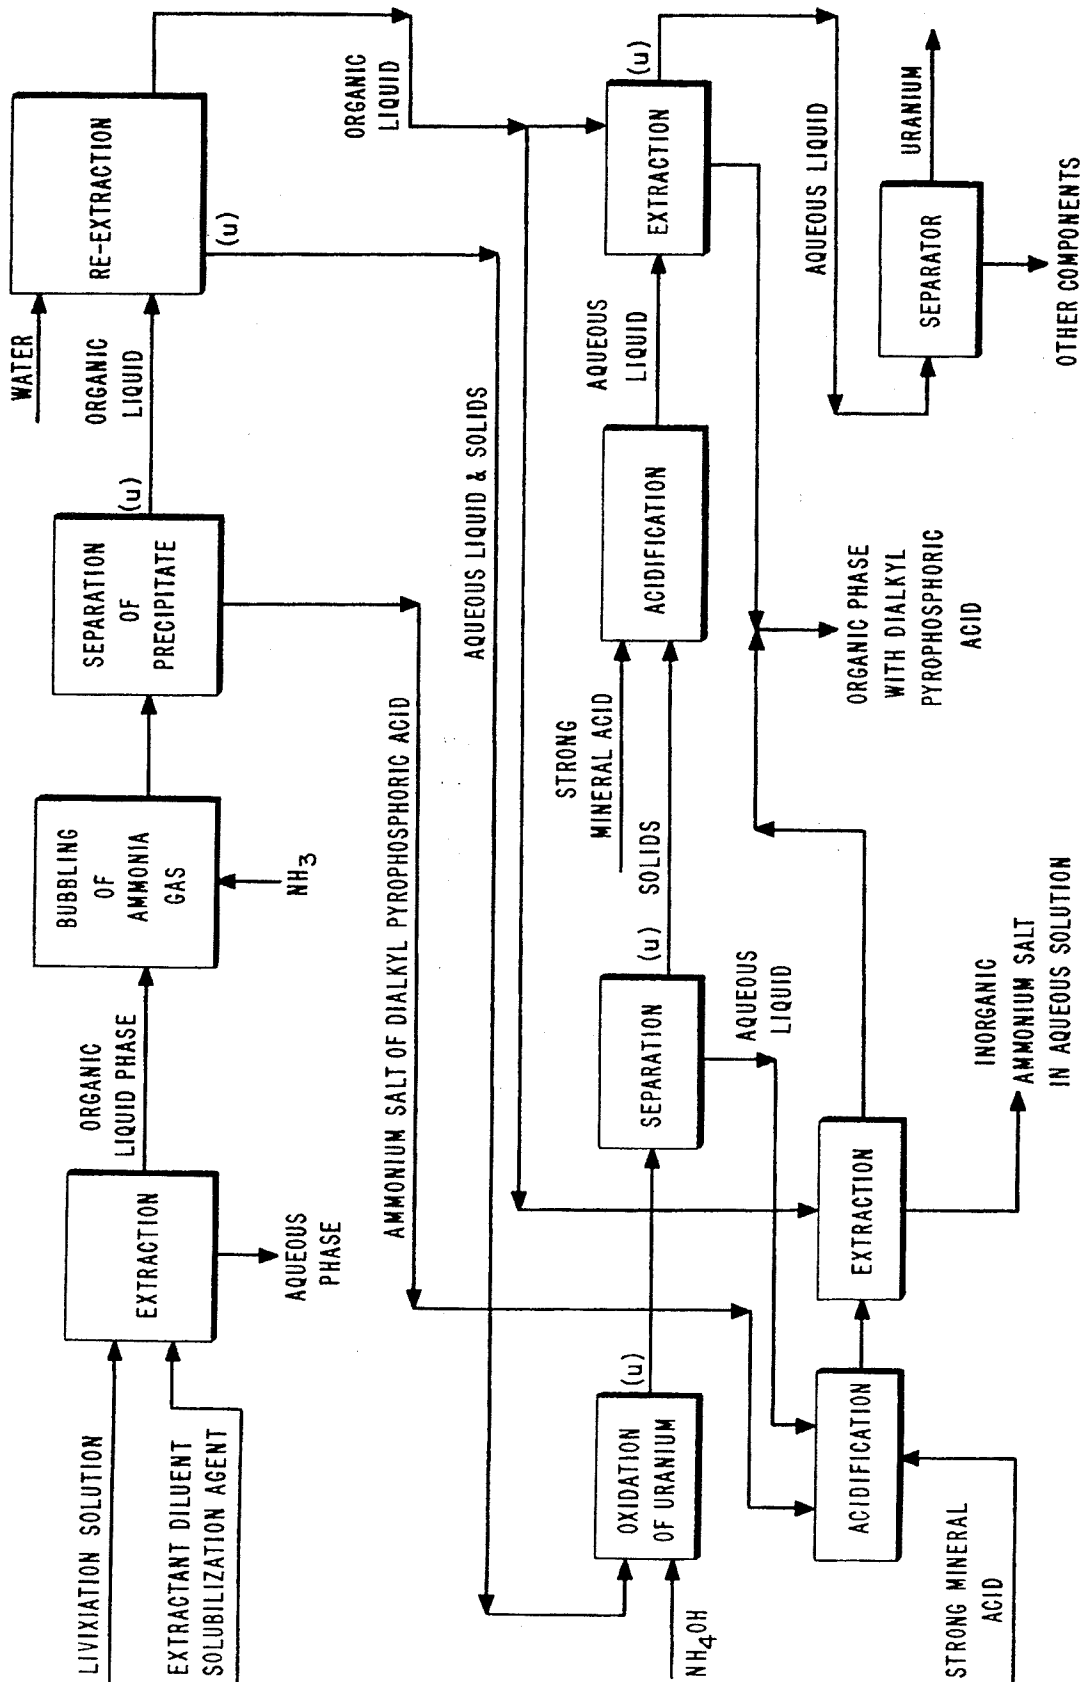 LIVIXIATION SOLUTION
EXTRACTANT DILUENT
SOLUBILIZATION AGENT
EXTRACTION
AQUEOUS
PHASE
ORGANIC
LIQUID PHASE
BUBBLING
OF
AMMONIA
GAS
NH3
SEPARATION
OF
PRECIPITATE
(u)
ORGANIC
LIQUID
WATER
RE-EXTRACTION
(u)
ORGANIC
LIQUID
AMMONIUM SALT OF DIALKYL PYROPHOSPHORIC ACID
AQUEOUS LIQUID & SOLIDS
NH4OH
OXIDATION
OF URANIUM
(u)
SEPARATION
(u) SOLIDS
AQUEOUS
LIQUID
STRONG
MINERAL ACID
ACIDIFICATION
AQUEOUS
LIQUID
EXTRACTION
(u)
AQUEOUS LIQUID
SEPARATOR
URANIUM
OTHER COMPONENTS
STRONG MINERAL
ACID
ACIDIFICATION
EXTRACTION
INORGANIC
AMMONIUM SALT
IN AQUEOUS SOLUTION
ORGANIC PHASE
WITH DIALKYL
PYROPHOSPHORIC
ACID